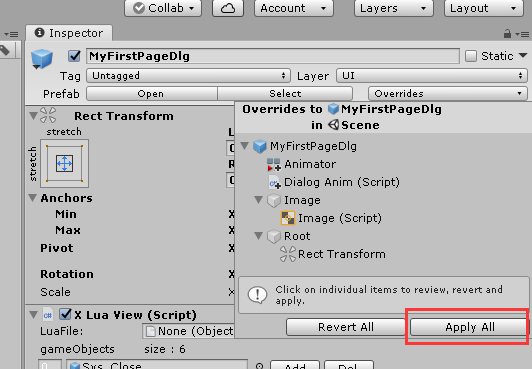 Collab Account Layers Layout
Inspector
MyFirstPageDlg Static
Tag Untagged Layer UI
Prefab Open Select Overrides
Overrides to MyFirstPageDlg
in Scene
Rect Transform
stretch
stretch
MyFirstPageDlg
Animator
Dialog Anim (Script)
Image
Image (Script)
Root
Rect Transform
Anchors
Min X
Max X
Pivot X
Rotation X
Scale X
Click on individual items to review, revert and
apply.
Revert All Apply All
X Lua View (Script)
LuaFile: None (Object
gameObjects size : 6
0 Sys_Close Add Del